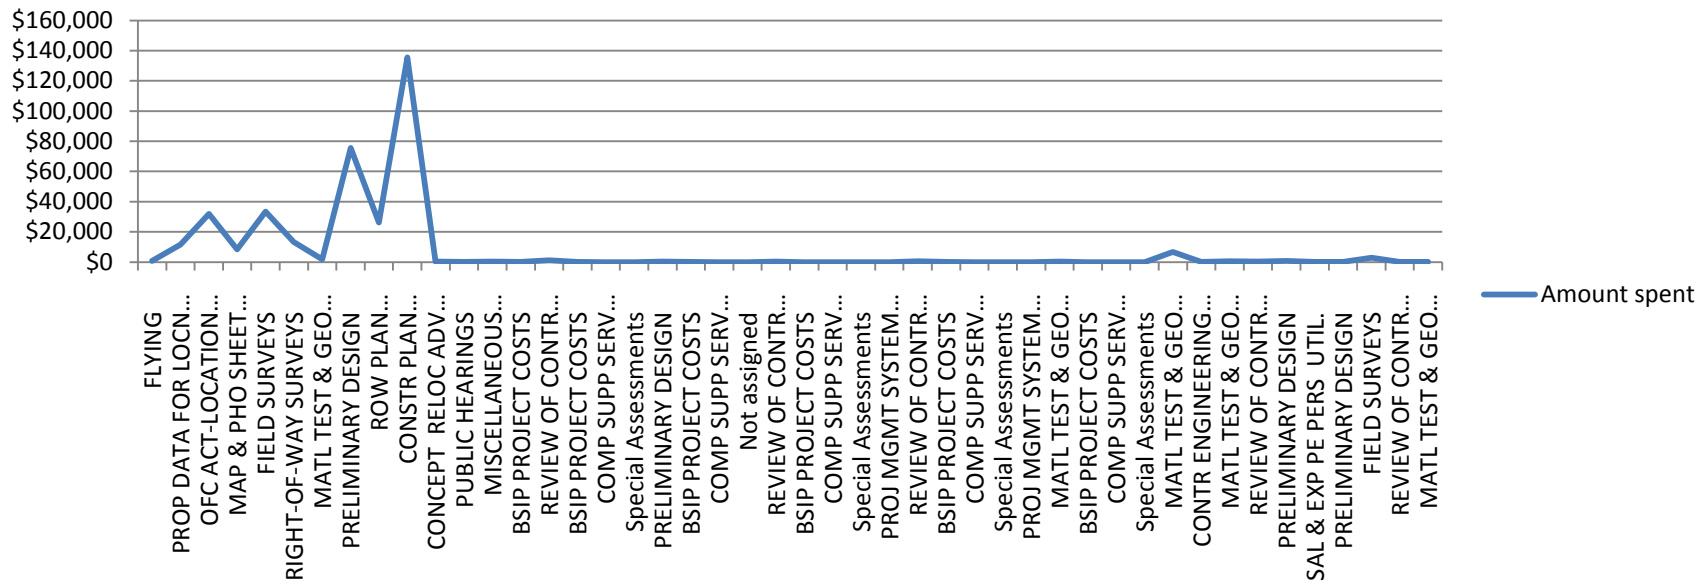 $160,000
$140,000
$120,000
$100,000
$80,000
$60,000
$40,000
$20,000
$0
FLYING
PROP DATA FOR LOCN…
OFC ACT-LOCATION…
MAP & PHO SHEET…
FIELD SURVEYS
RIGHT-OF-WAY SURVEYS
MATL TEST & GEO…
PRELIMINARY DESIGN
ROW PLAN…
CONSTR PLAN…
CONCEPT  RELOC ADV…
PUBLIC HEARINGS
MISCELLANEOUS…
BSIP PROJECT COSTS
REVIEW OF CONTR…
BSIP PROJECT COSTS
COMP SUPP SERV…
Special Assessments
PRELIMINARY DESIGN
BSIP PROJECT COSTS
COMP SUPP SERV…
Not assigned
REVIEW OF CONTR…
BSIP PROJECT COSTS
COMP SUPP SERV…
Special Assessments
PROJ MGMT SYSTEM…
REVIEW OF CONTR…
BSIP PROJECT COSTS
COMP SUPP SERV…
Special Assessments
PROJ MGMT SYSTEM…
MATL TEST & GEO…
BSIP PROJECT COSTS
COMP SUPP SERV…
Special Assessments
MATL TEST & GEO…
CONTR ENGINEERING…
MATL TEST & GEO…
REVIEW OF CONTR…
PRELIMINARY DESIGN
SAL & EXP PE PERS  UTIL.
PRELIMINARY DESIGN
FIELD SURVEYS
REVIEW OF CONTR…
MATL TEST & GEO…
Amount spent